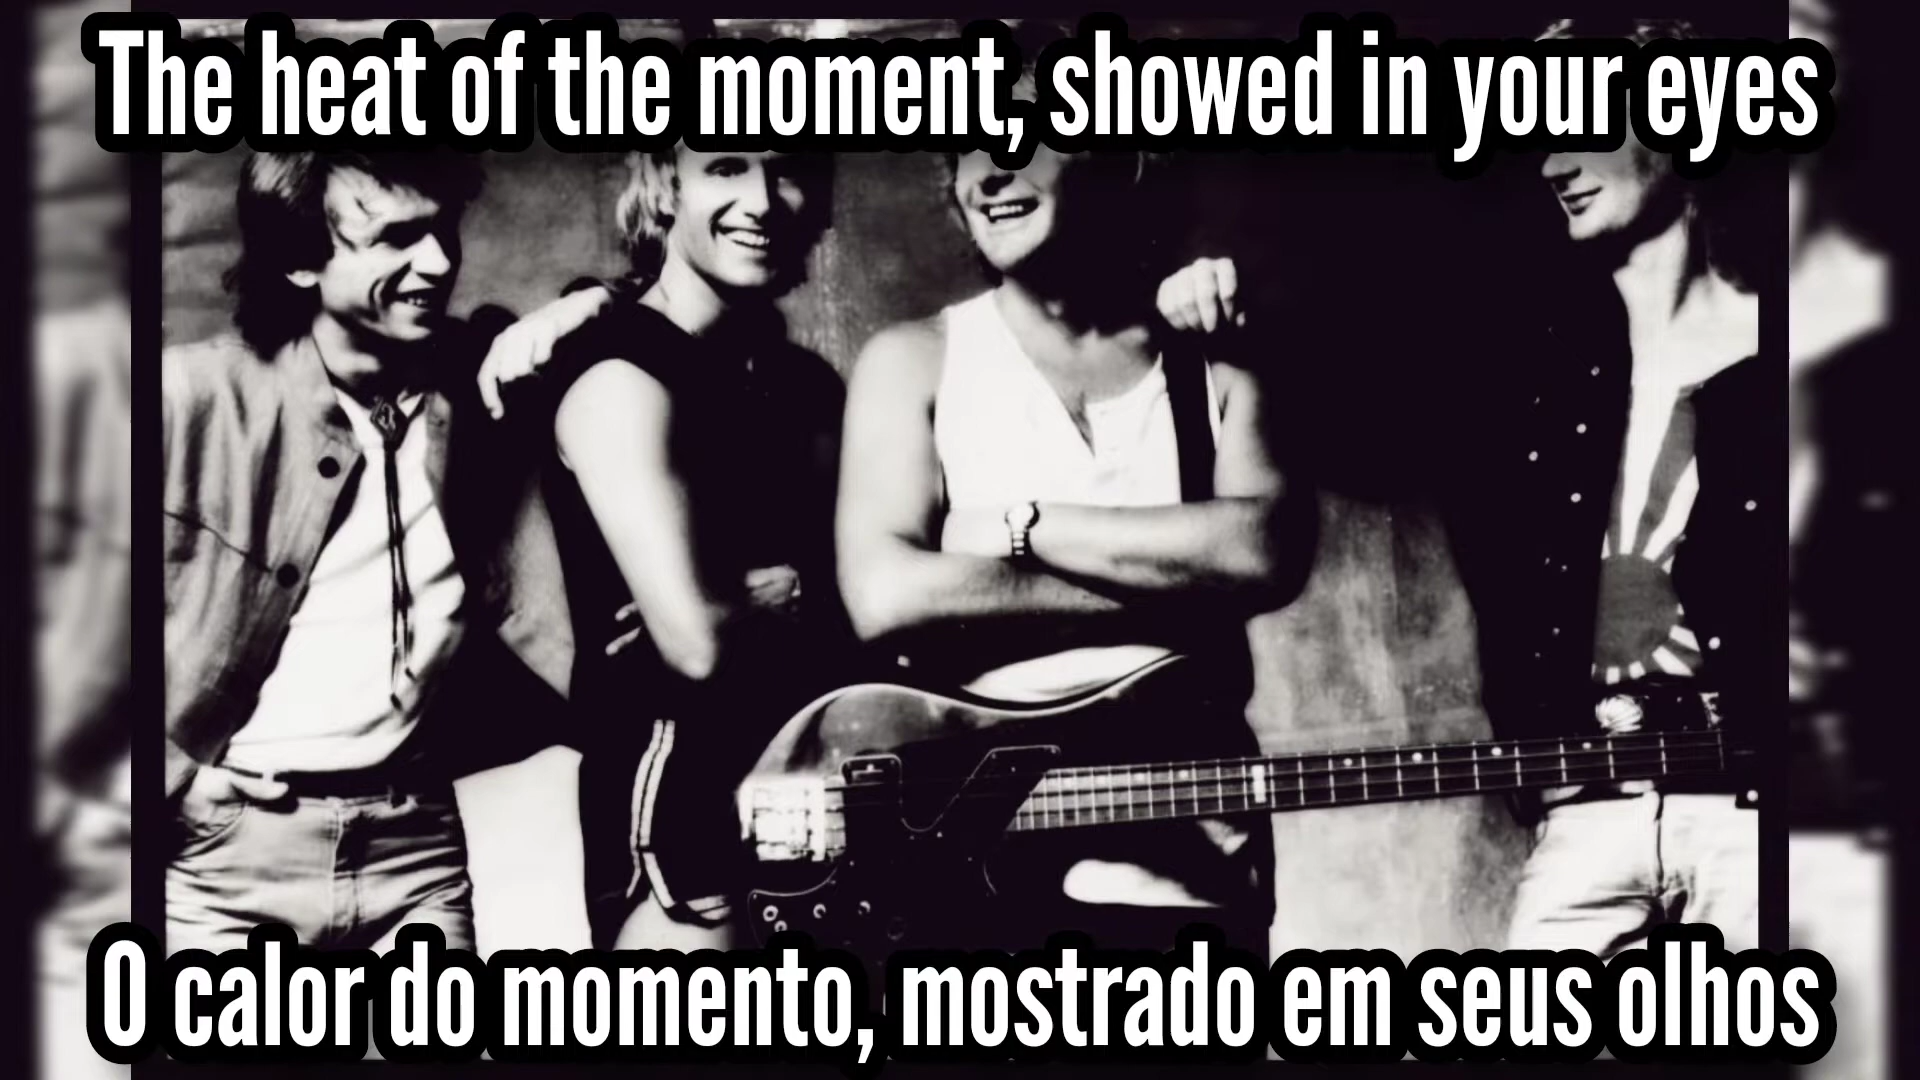 The heat of the moment, showed in your eyes
O calor do momento, mostrado em seus olhos